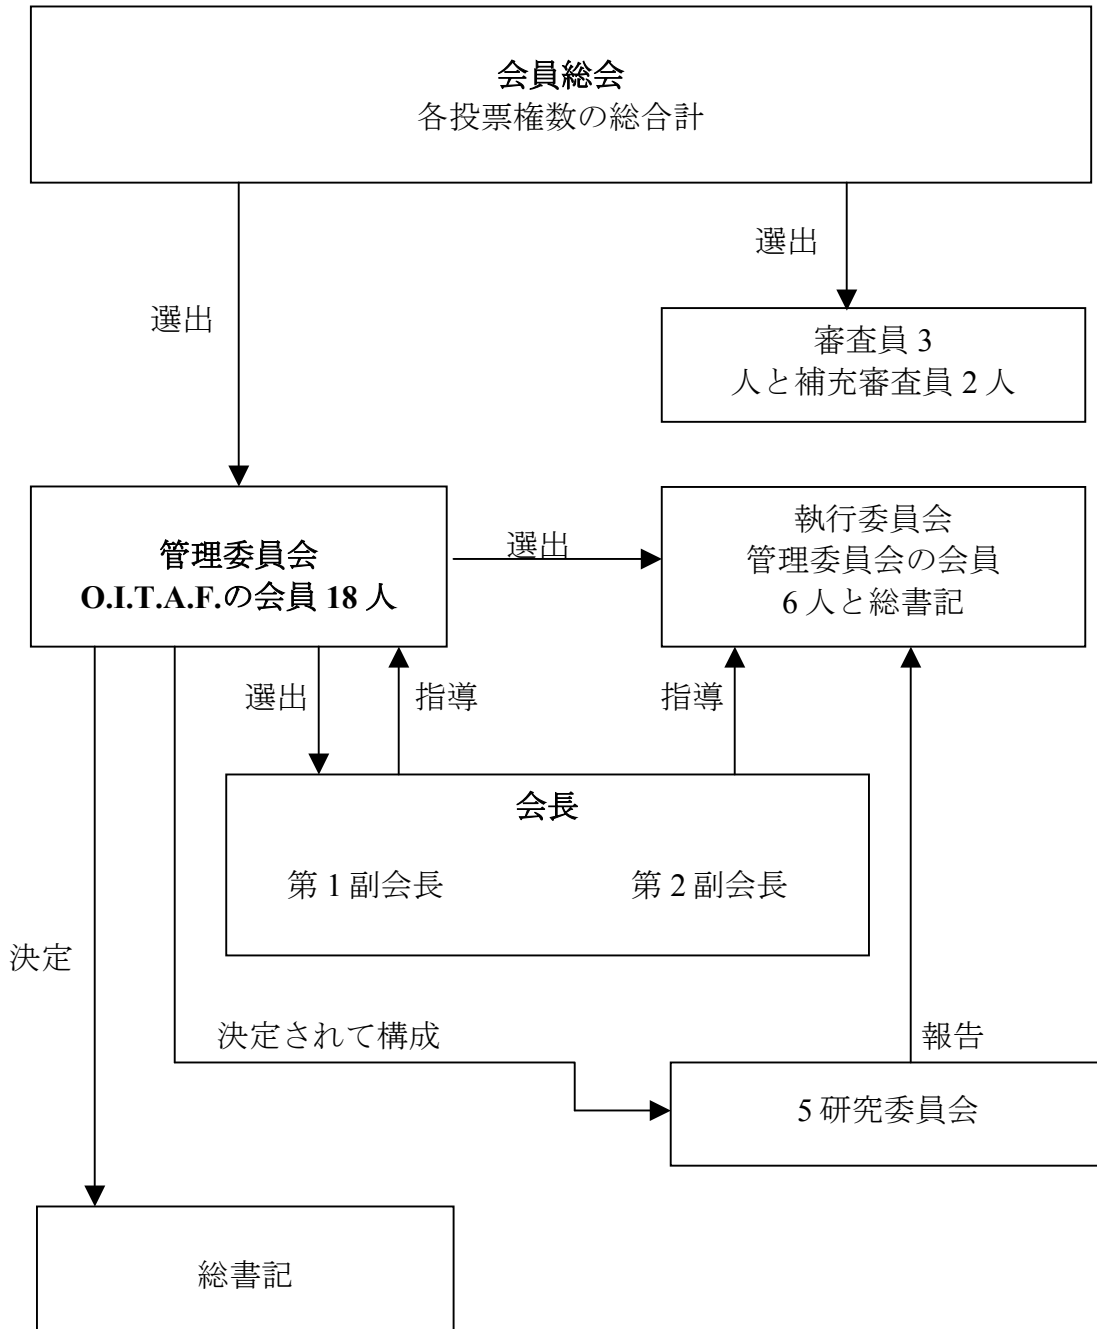 会員総会
各投票権数の総合計
選出
選出
審査員 3
人と補充審査員 2 人
管理委員会
O.I.T.A.F.の会員 18 人
選出
執行委員会
管理委員会の会員
6 人と総書記
選出
指導
指導
会長
第 1 副会長
第 2 副会長
決定
決定されて構成
報告
5 研究委員会
総書記